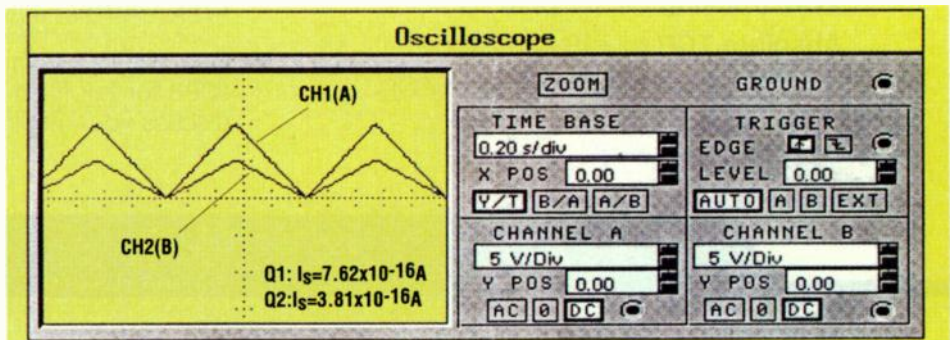 Oscilloscope
CH1(A)
CH2(B)
Q1: IS=7.62x10-16A
Q2:IS=3.81x10-16A
ZOOM
GROUND
TIME BASE
0.20 s/div
X POS 0.00
Y/T B/A A/B
TRIGGER
EDGE
LEVEL 0.00
AUTO A B EXT
CHANNEL A
5 V/Div
Y POS 0.00
AC 0 DC
CHANNEL B
5 V/Div
Y POS 0.00
AC 0 DC